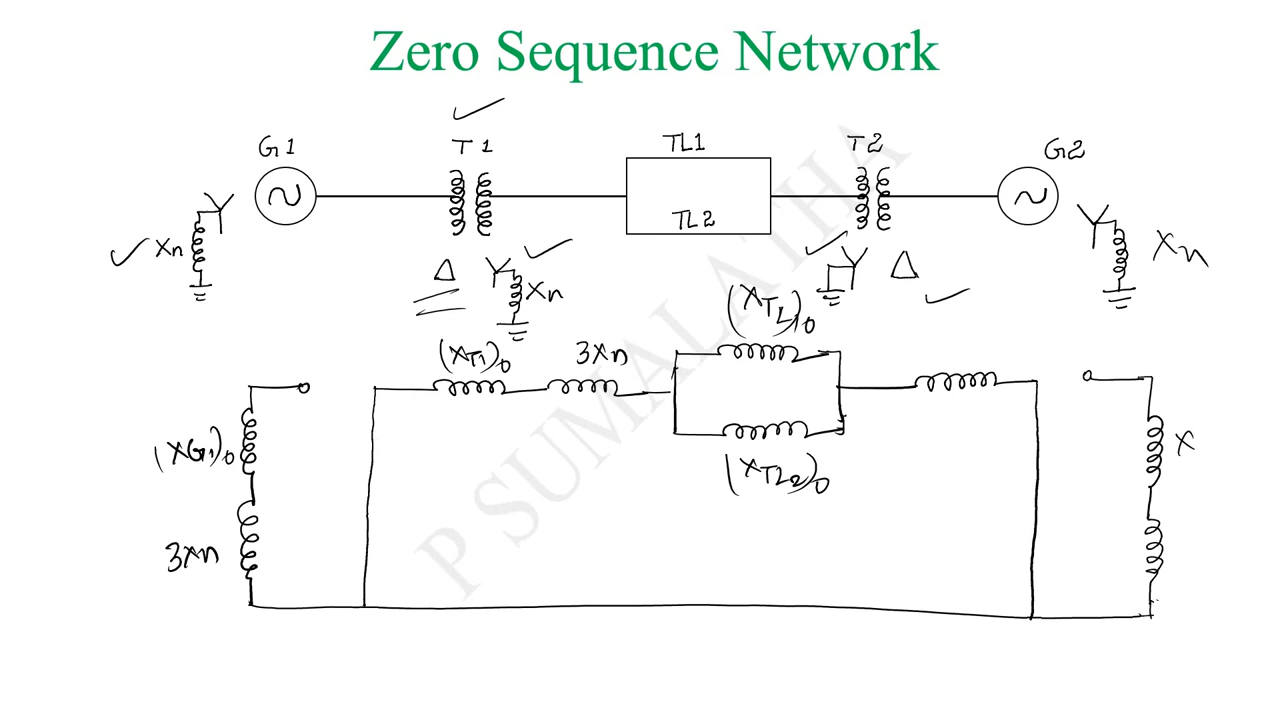 Zero Sequence Network
G1
T1
TL1
T2
G2
TL2
Xn
Δ
Xn
Δ
Xn
(XT1)0
3Xn
(XTL1)0
(XG1)0
X
(XTL2)0
3Xn
P SUMALATHA